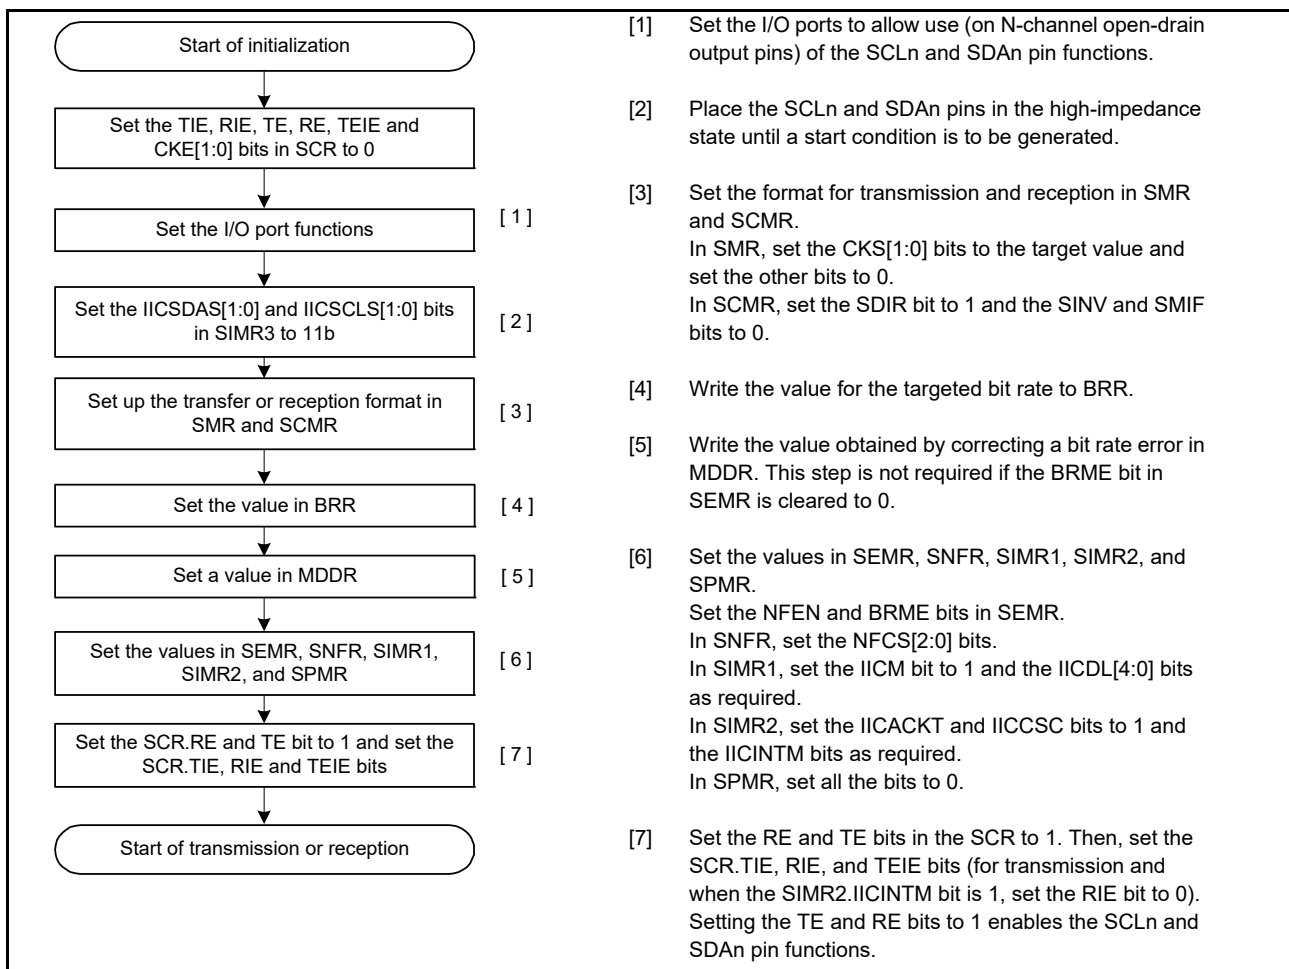 Start of initialization
Set the TIE, RIE, TE, RE, TEIE and
CKE[1:0] bits in SCR to 0
Set the I/O port functions
[ 1 ]
Set the IICSDAS[1:0] and IICSCLS[1:0] bits
in SIMR3 to 11b
[ 2 ]
Set up the transfer or reception format in
SMR and SCMR
[ 3 ]
Set the value in BRR
[ 4 ]
Set a value in MDDR
[ 5 ]
Set the values in SEMR, SNFR, SIMR1,
SIMR2, and SPMR
[ 6 ]
Set the SCR.RE and TE bit to 1 and set the
SCR.TIE, RIE and TEIE bits
[ 7 ]
Start of transmission or reception
[1] Set the I/O ports to allow use (on N-channel open-drain
output pins) of the SCLn and SDAn pin functions.
[2] Place the SCLn and SDAn pins in the high-impedance
state until a start condition is to be generated.
[3] Set the format for transmission and reception in SMR
and SCMR.
In SMR, set the CKS[1:0] bits to the target value and
set the other bits to 0.
In SCMR, set the SDIR bit to 1 and the SINV and SMIF
bits to 0.
[4] Write the value for the targeted bit rate to BRR.
[5] Write the value obtained by correcting a bit rate error in
MDDR. This step is not required if the BRME bit in
SEMR is cleared to 0.
[6] Set the values in SEMR, SNFR, SIMR1, SIMR2, and
SPMR.
Set the NFEN and BRME bits in SEMR.
In SNFR, set the NFCS[2:0] bits.
In SIMR1, set the IICM bit to 1 and the IICDL[4:0] bits
as required.
In SIMR2, set the IICACKT and IICCSC bits to 1 and
the IICINTM bits as required.
In SPMR, set all the bits to 0.
[7] Set the RE and TE bits in the SCR to 1. Then, set the
SCR.TIE, RIE, and TEIE bits (for transmission and
when the SIMR2.IICINTM bit is 1, set the RIE bit to 0).
Setting the TE and RE bits to 1 enables the SCLn and
SDAn pin functions.